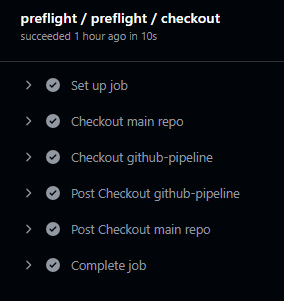 preflight / preflight / checkout
succeeded 1 hour ago in 10s
Set up job
Checkout main repo
Checkout github-pipeline
Post Checkout github-pipeline
Post Checkout main repo
Complete job